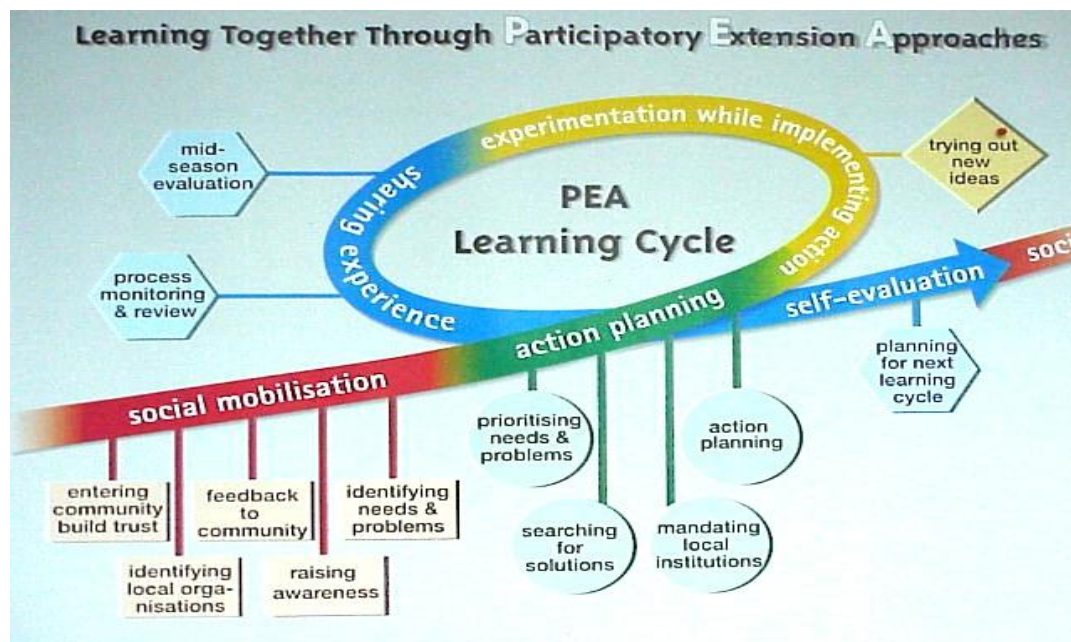 Learning Together Through Participatory Extension Approaches
experimentation while implementing action
sharing experience
PEA
Learning Cycle
mid-
season
evaluation
trying out
new
ideas
process
monitoring
& review
social mobilisation
action planning
self-evaluation
soci
planning
for next
learning
cycle
entering
community
build trust
identifying
local orga-
nisations
feedback
to
community
raising
awareness
identifying
needs &
problems
prioritising
needs &
problems
searching
for
solutions
mandating
local
institutions
action
planning